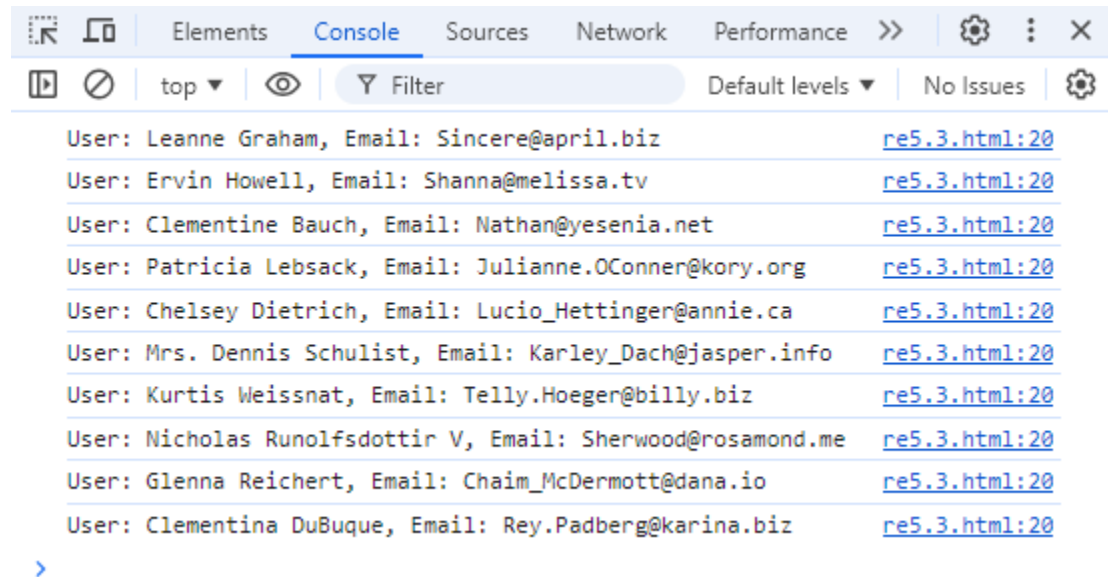 Elements Console Sources Network Performance
top Filter Default levels No Issues
User: Leanne Graham, Email: Sincere@april.biz re5.3.html:20
User: Ervin Howell, Email: Shanna@melissa.tv re5.3.html:20
User: Clementine Bauch, Email: Nathan@yesenia.net re5.3.html:20
User: Patricia Lebsack, Email: Julianne.OConner@kory.org re5.3.html:20
User: Chelsey Dietrich, Email: Lucio_Hettinger@annie.ca re5.3.html:20
User: Mrs. Dennis Schulist, Email: Karley_Dach@jasper.info re5.3.html:20
User: Kurtis Weissnat, Email: Telly.Hoeger@billy.biz re5.3.html:20
User: Nicholas Runolfsdottir V, Email: Sherwood@rosamond.me re5.3.html:20
User: Glenna Reichert, Email: Chaim_McDermott@dana.io re5.3.html:20
User: Clementina DuBuque, Email: Rey.Padberg@karina.biz re5.3.html:20